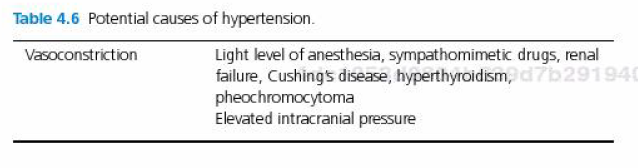 Table 4.6 Potential causes of hypertension.
Vasoconstriction Light level of anesthesia, sympathomimetic drugs, renal
failure, Cushing's disease, hyperthyroidism,
pheochromocytoma
Elevated intracranial pressure